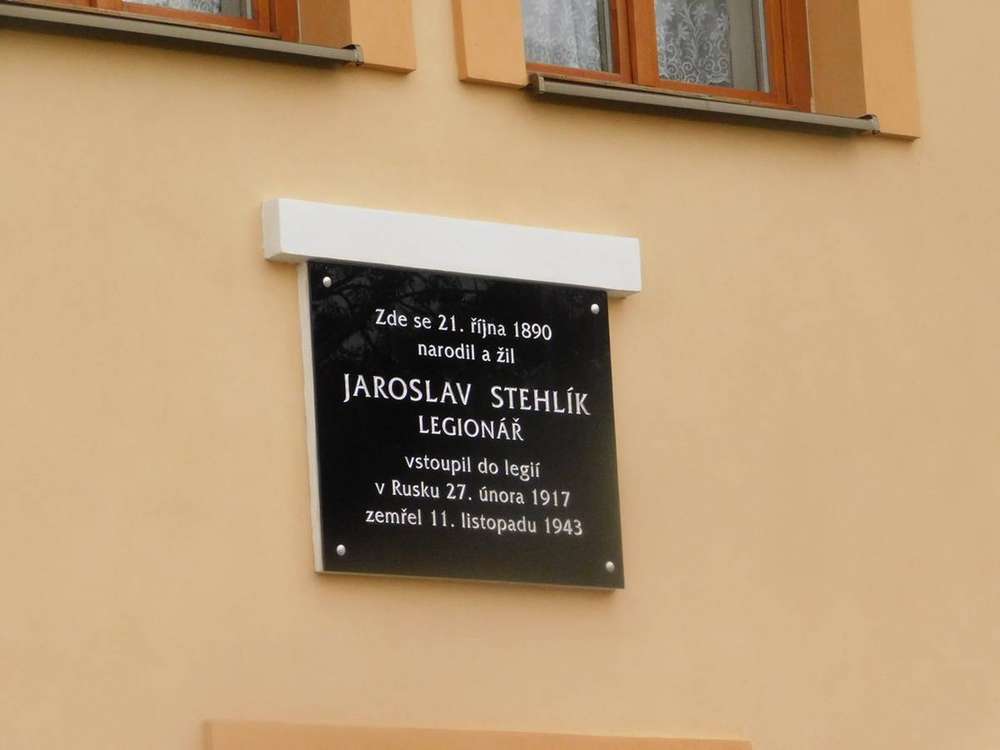 Zde se 21. října 1890
narodil a žil
JAROSLAV STEHLÍK
LEGIONÁŘ
vstoupil do legií
v Rusku 27. února 1917
zemřel 11. listopadu 1943